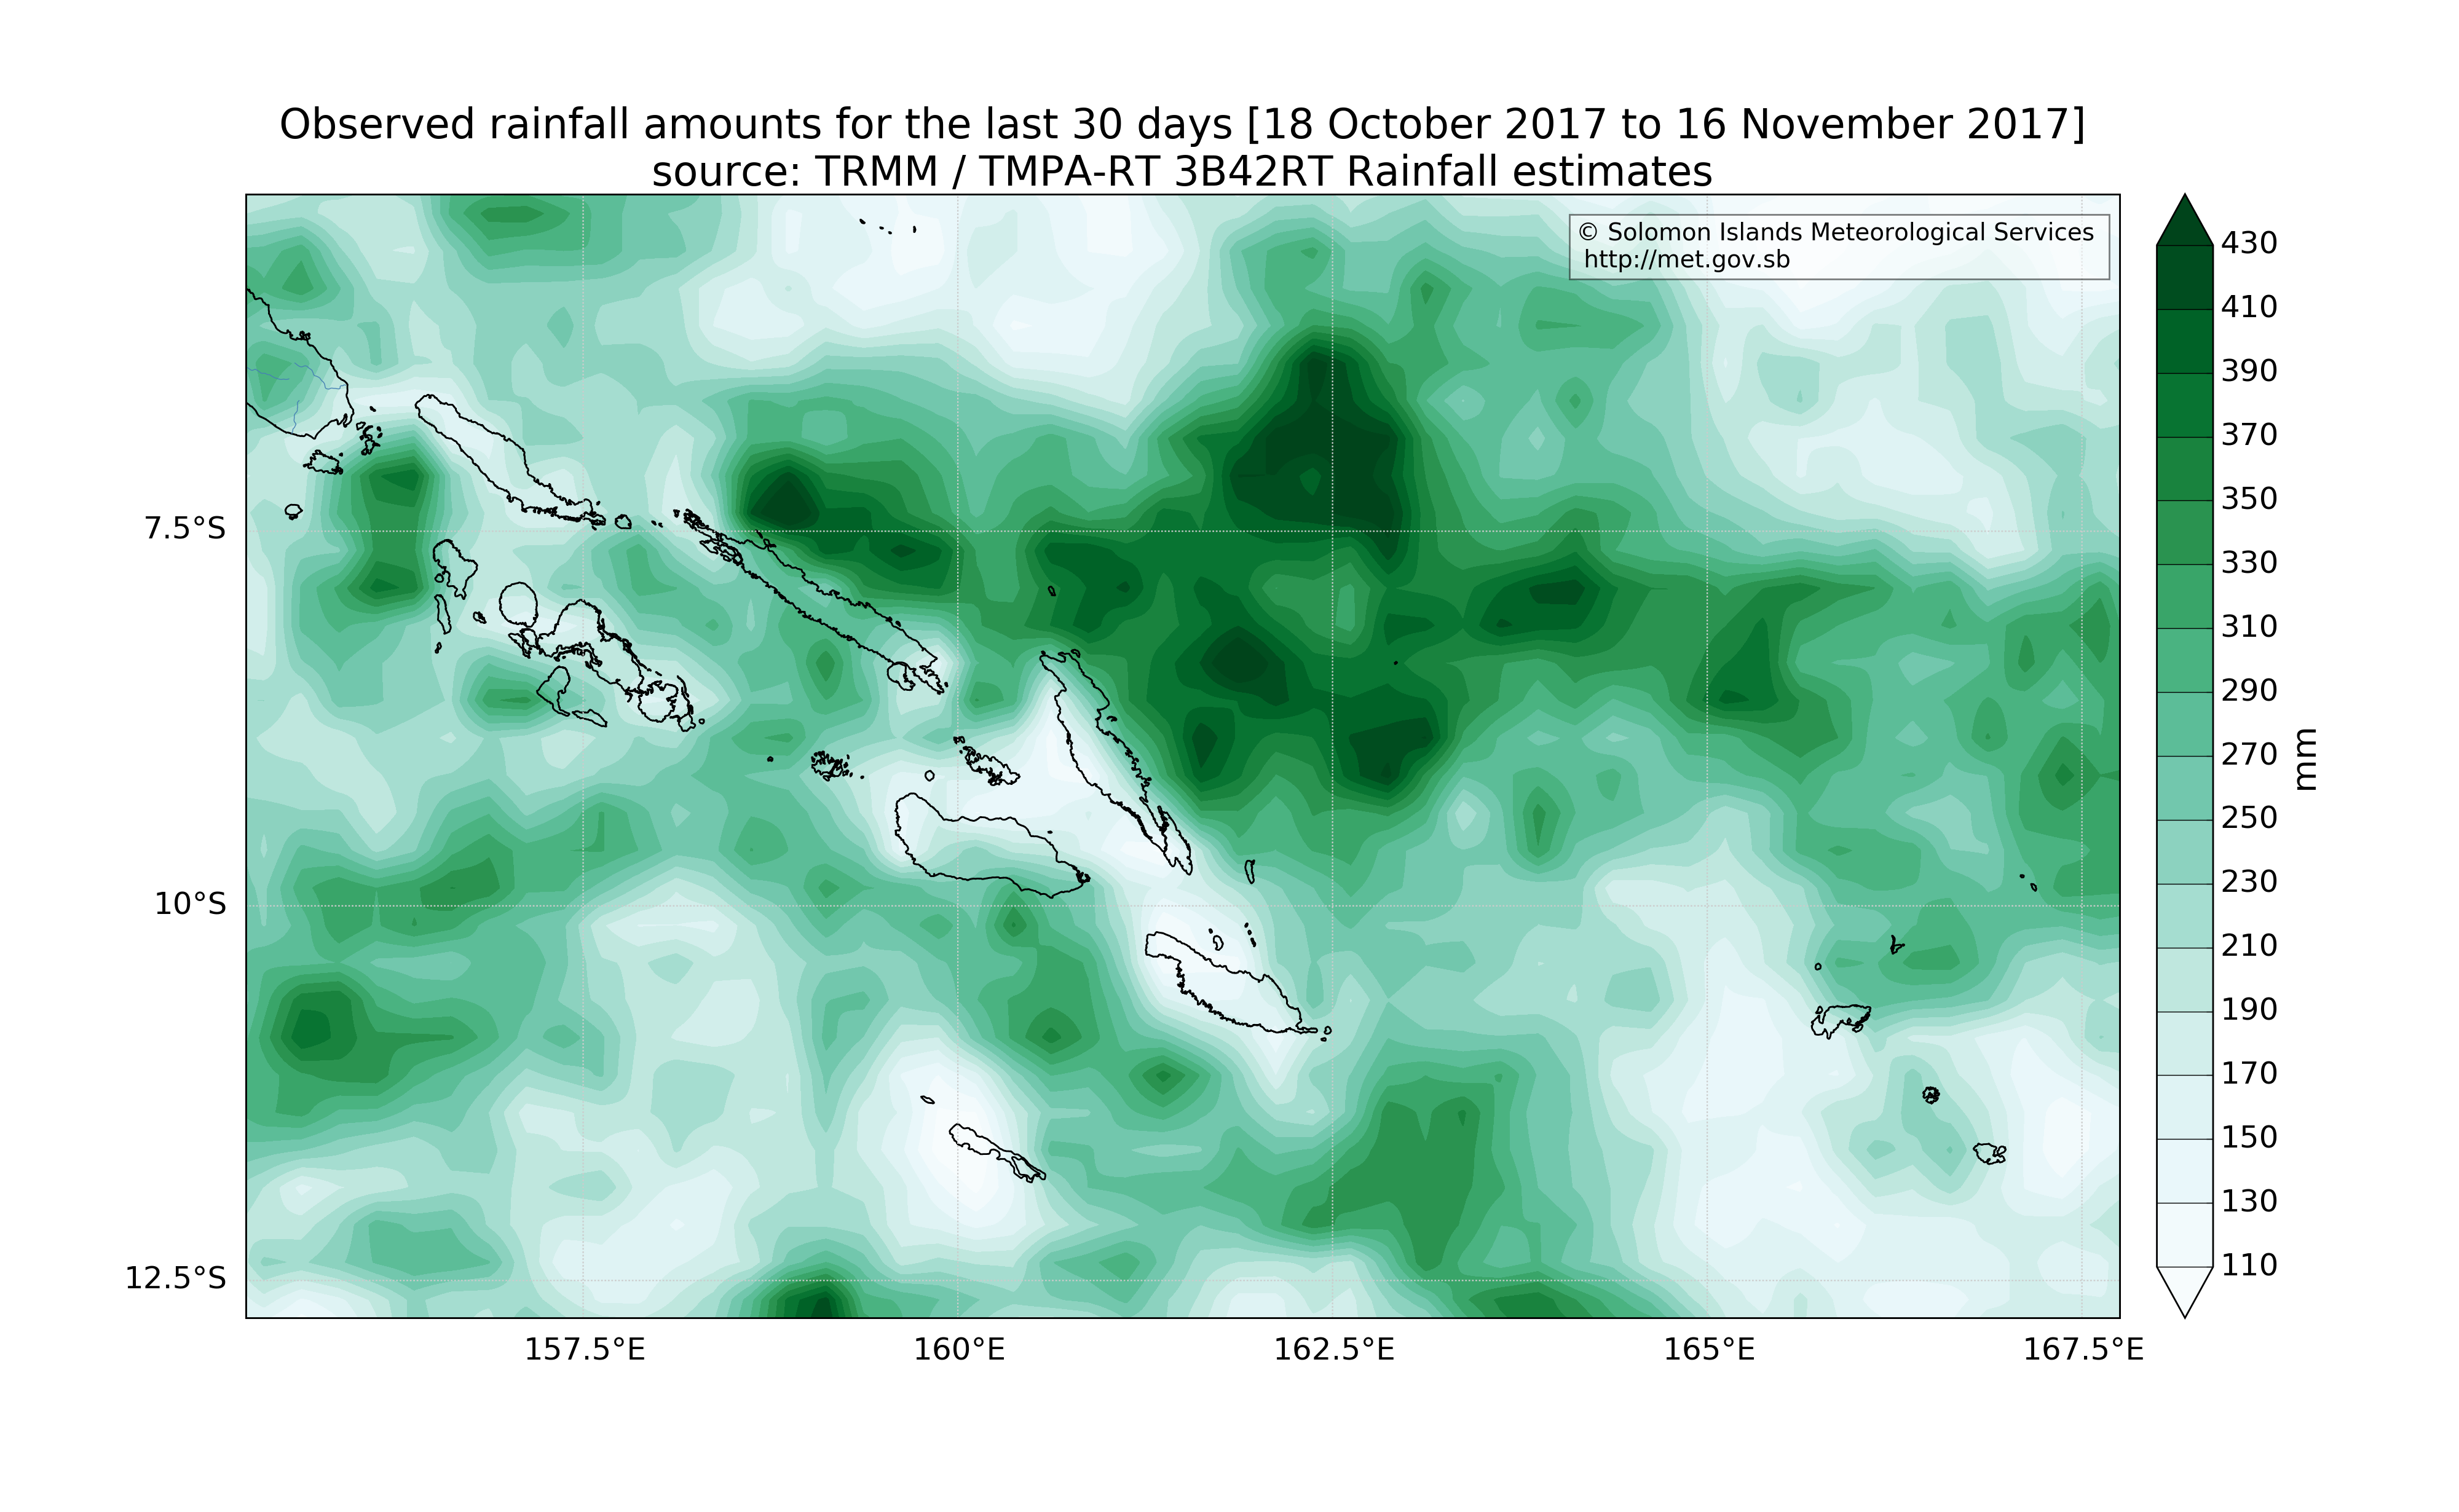 Observed rainfall amounts for the last 30 days [18 October 2017 to 16 November 2017]
source: TRMM / TMPA-RT 3B42RT Rainfall estimates
© Solomon Islands Meteorological Services
http://met.gov.sb
7.5°S
10°S
12.5°S
157.5°E
160°E
162.5°E
165°E
167.5°E
430
410
390
370
350
330
310
290
270
250
230
210
190
170
150
130
110
mm